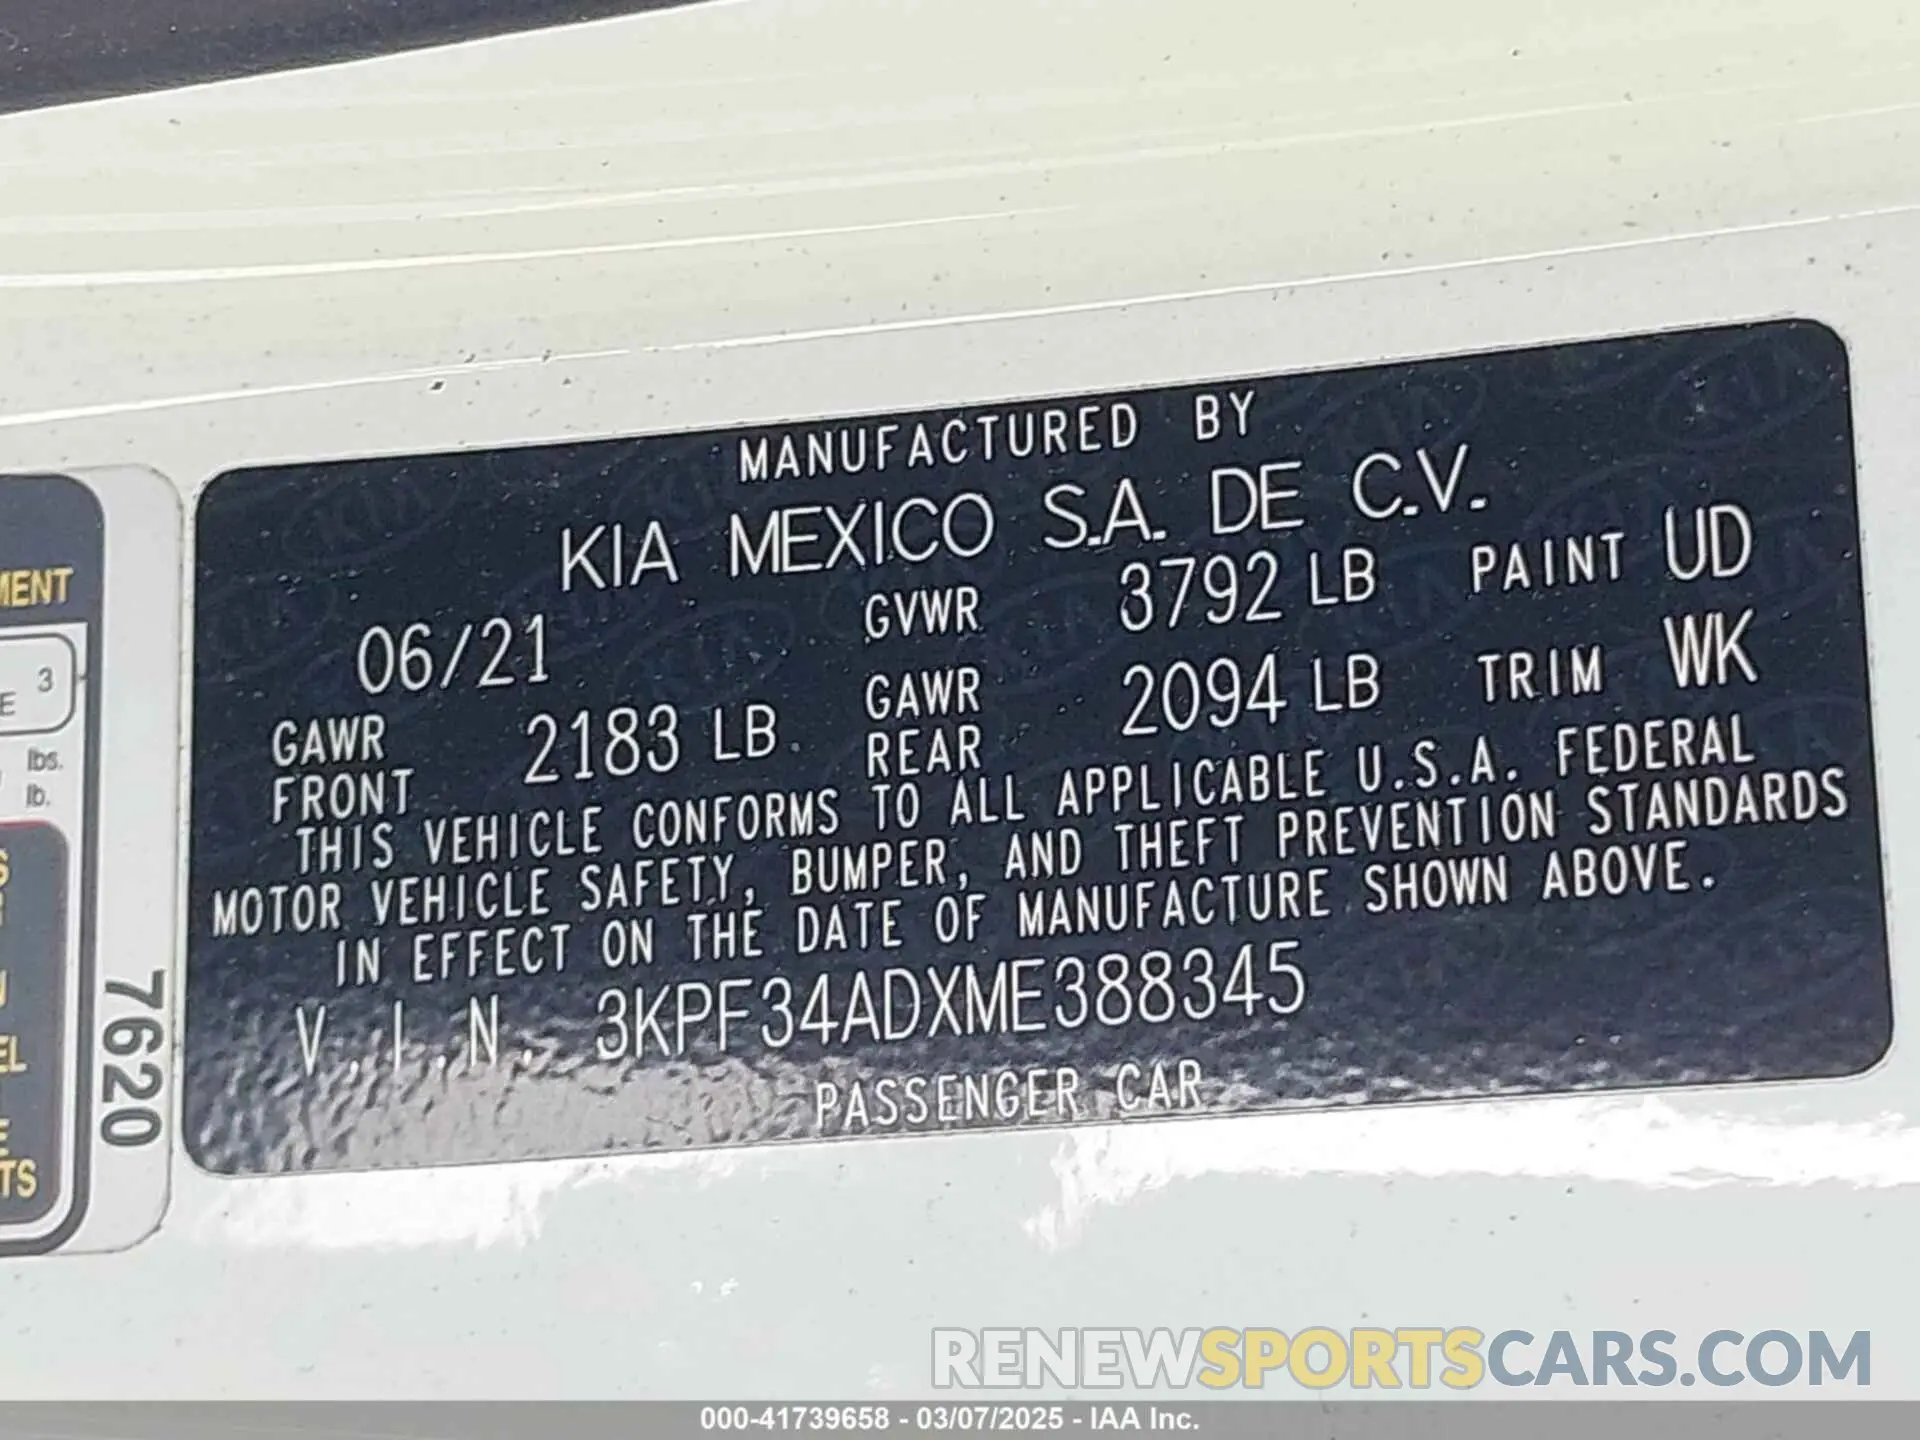 MANUFACTURED BY
KIA MEXICO S.A. DE C.V.
06/21 GVWR 3792 LB PAINT UD
GAWR FRONT 2183 LB GAWR REAR 2094 LB TRIM WK
THIS VEHICLE CONFORMS TO ALL APPLICABLE U.S.A. FEDERAL
MOTOR VEHICLE SAFETY, BUMPER, AND THEFT PREVENTION STANDARDS
IN EFFECT ON THE DATE OF MANUFACTURE SHOWN ABOVE.
V.I.N. 3KPF34ADXME388345
PASSENGER CAR
3
lbs.
lb.
7620
RENEWSPORTSCARS.COM
000-41739658 - 03/07/2025 - IAA Inc.